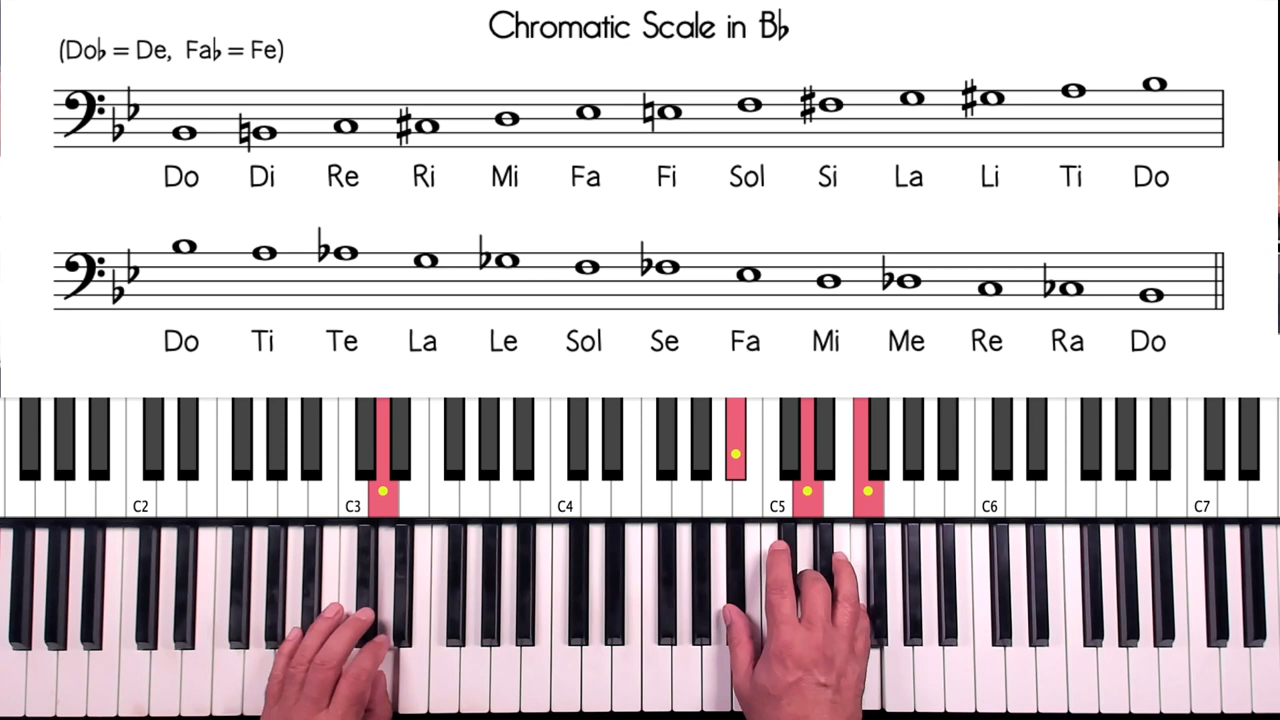 Chromatic Scale in B♭
(Do♭ = De, Fa♭ = Fe)
Do Di Re Ri Mi Fa Fi Sol Si La Li Ti Do
Do Ti Te La Le Sol Se Fa Mi Me Re Ra Do
C2 C3 C4 C5 C6 C7